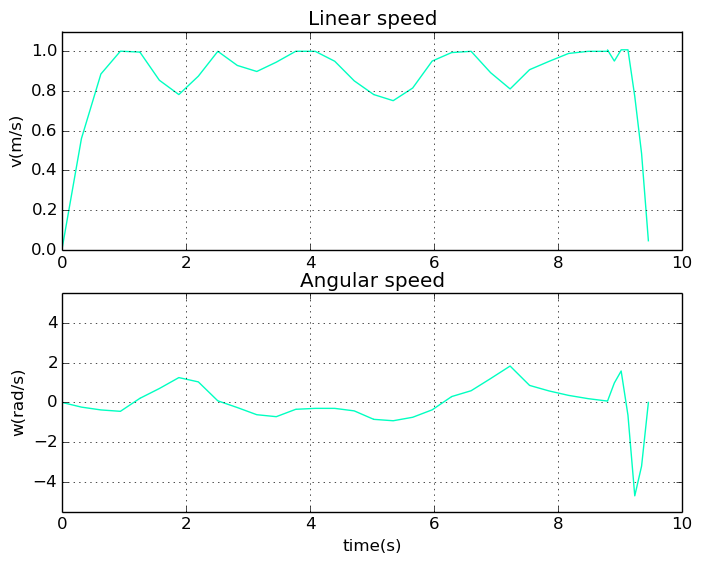 Linear speed
1.0
0.8
0.6
0.4
0.2
0.0
v(m/s)
0 2 4 6 8 10
Angular speed
4
2
0
−2
−4
w(rad/s)
0 2 4 6 8 10
time(s)